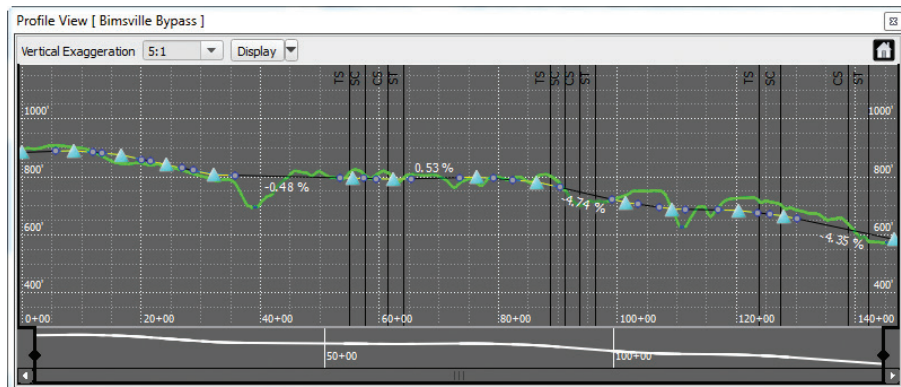 Profile View [ Bimsville Bypass ]
Vertical Exaggeration 5:1 Display
TS SC CS ST TS SC CS ST TS SC CS ST
1000' 1000'
800' 0.53 % 800'
-0.48 %
-4.74 %
600' -4.35 % 600'
400' 400'
0+00 20+00 40+00 60+00 80+00 100+00 120+00 140+00
50+00 100+00